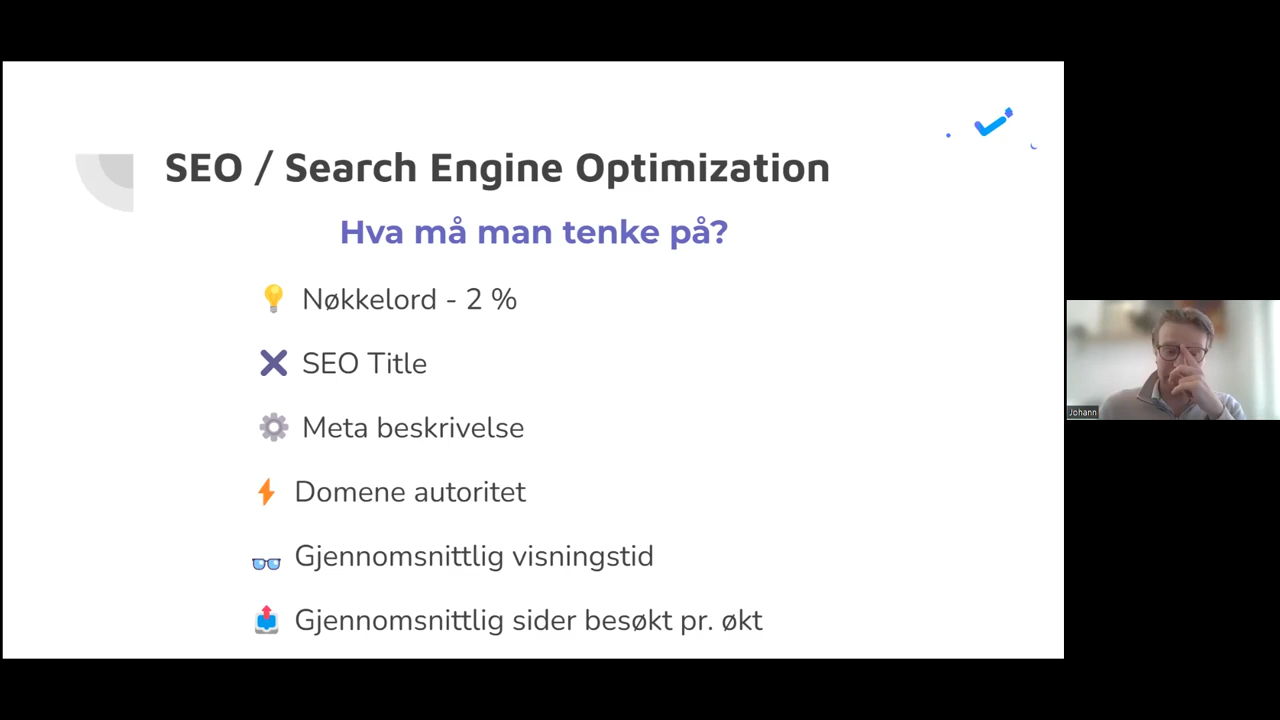 SEO / Search Engine Optimization
Hva må man tenke på?
Nøkkelord - 2 %
SEO Title
Meta beskrivelse
Domene autoritet
Gjennomsnittlig visningstid
Gjennomsnittlig sider besøkt pr. økt
Johann